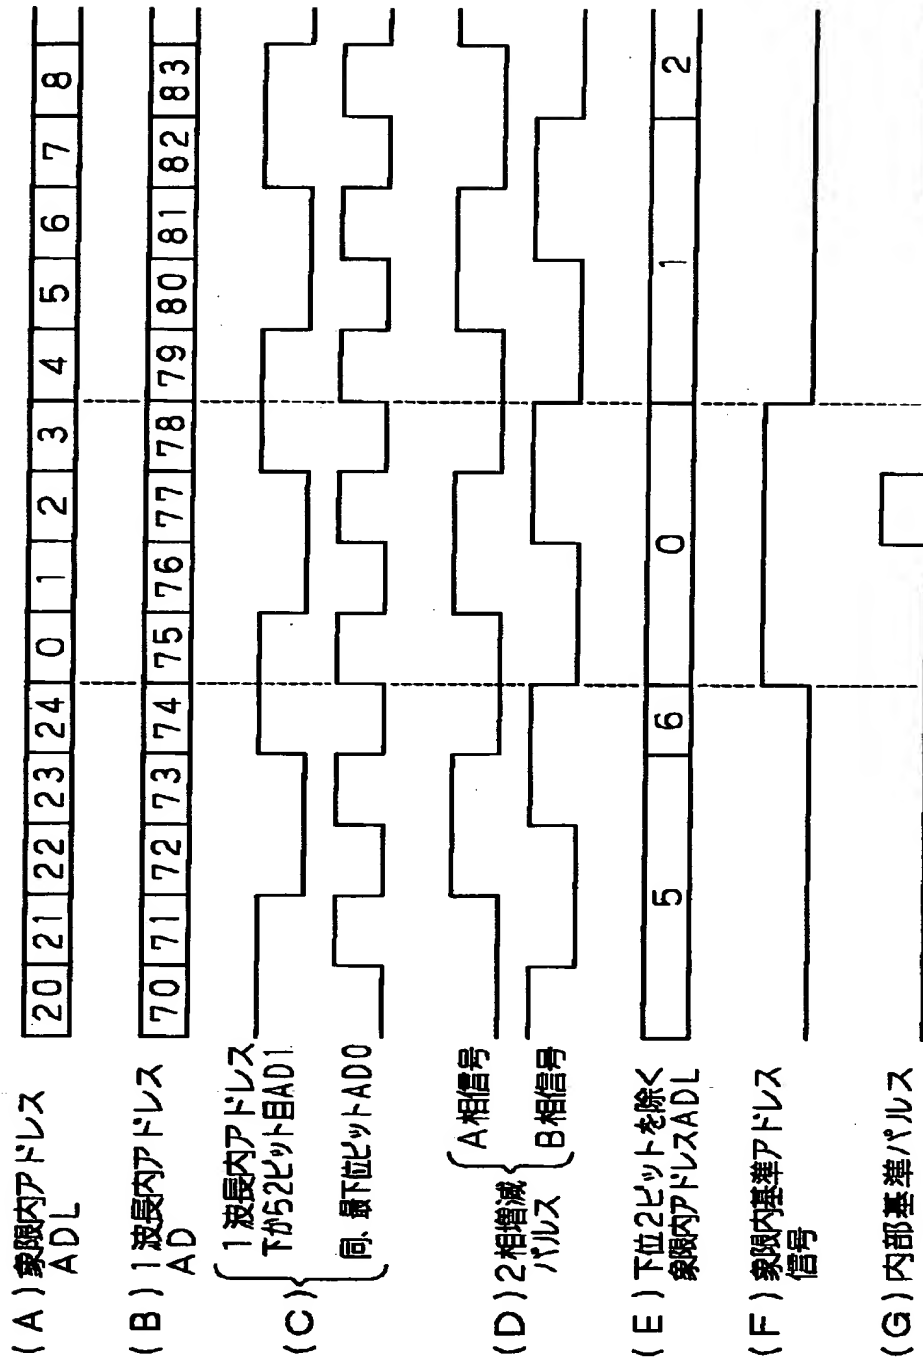 (A)象限内アドレス
ADL
20 21 22 23 24 0 1 2 3 4 5 6 7 8
(B)1波長内アドレス
AD
70 71 72 73 74 75 76 77 78 79 80 81 82 83
(C)
1波長内アドレス
下から2ビット目AD1
同、最下位ビットAD0
(D)2相増減
パルス
A相信号
B相信号
(E)下位2ビットを除く
象限内アドレスADL
5 6 0 1 2
(F)象限内基準アドレス
信号
(G)内部基準パルス